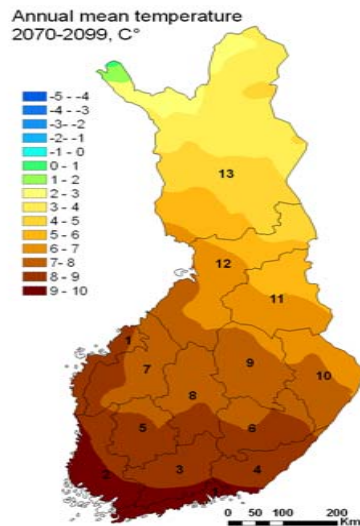 Annual mean temperature
2070-2099, C°
-5 - -4
-4 - -3
-3 - -2
-2 - -1
-1 - 0
0 - 1
1 - 2
2 - 3
3 - 4
4 - 5
5 - 6
6 - 7
7 - 8
8 - 9
9 - 10
13
12
11
1
7
9
10
8
5
6
2
3
4
1
0 50 100 200
Km